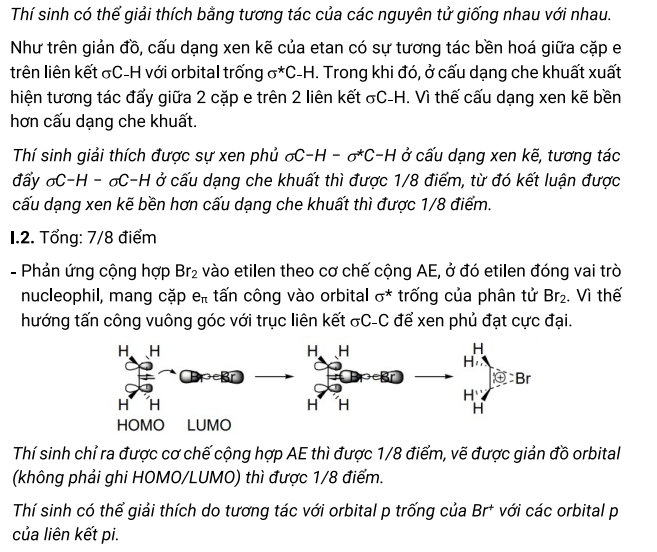 Thí sinh có thể giải thích bằng tương tác của các nguyên tử giống nhau với nhau.
Như trên giản đồ, cấu dạng xen kẽ của etan có sự tương tác bền hoá giữa cặp e
trên liên kết σC-H với orbital trống σ*C-H. Trong khi đó, ở cấu dạng che khuất xuất
hiện tương tác đẩy giữa 2 cặp e trên 2 liên kết σC-H. Vì thế cấu dạng xen kẽ bền
hơn cấu dạng che khuất.
Thí sinh giải thích được sự xen phủ σC-H - σ*C-H ở cấu dạng xen kẽ, tương tác
đẩy σC-H - σC-H ở cấu dạng che khuất thì được 1/8 điểm, từ đó kết luận được
cấu dạng xen kẽ bền hơn cấu dạng che khuất thì được 1/8 điểm.
I.2. Tổng: 7/8 điểm
- Phản ứng cộng hợp Br₂ vào etilen theo cơ chế cộng AE, ở đó etilen đóng vai trò
nucleophil, mang cặp eπ tấn công vào orbital σ* trống của phân tử Br₂. Vì thế
hướng tấn công vuông góc với trục liên kết σC-C để xen phủ đạt cực đại.
H H H H H
H
Br Br Br Br ⊕ Br
H H H H H
H
HOMO LUMO
Thí sinh chỉ ra được cơ chế cộng hợp AE thì được 1/8 điểm, vẽ được giản đồ orbital
(không phải ghi HOMO/LUMO) thì được 1/8 điểm.
Thí sinh có thể giải thích do tương tác với orbital p trống của Br⁺ với các orbital p
của liên kết pi.